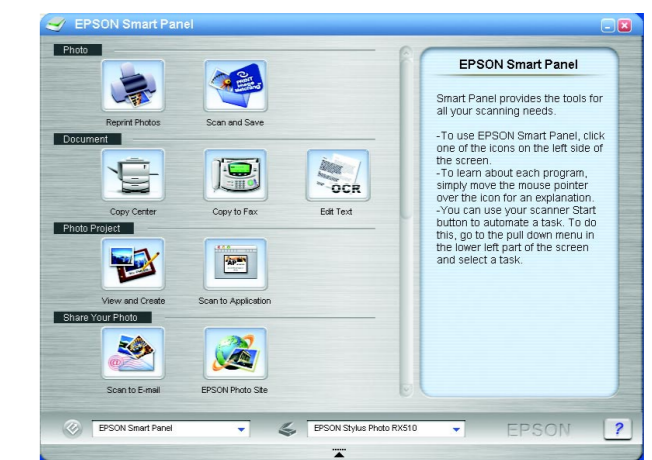 EPSON Smart Panel
Photo
Reprint Photos
Scan and Save
Document
Copy Center
Copy to Fax
OCR
Edit Text
Photo Project
View and Create
Scan to Application
Share Your Photo
Scan to E-mail
EPSON Photo Site
EPSON Smart Panel
Smart Panel provides the tools for
all your scanning needs.
-To use EPSON Smart Panel, click
one of the icons on the left side of
the screen.
-To learn about each program,
simply move the mouse pointer
over the icon for an explanation.
-You can use your scanner Start
button to automate a task. To do
this, go to the pull down menu in
the lower left part of the screen
and select a task.
EPSON Smart Panel
EPSON Stylus Photo RX510
EPSON
?